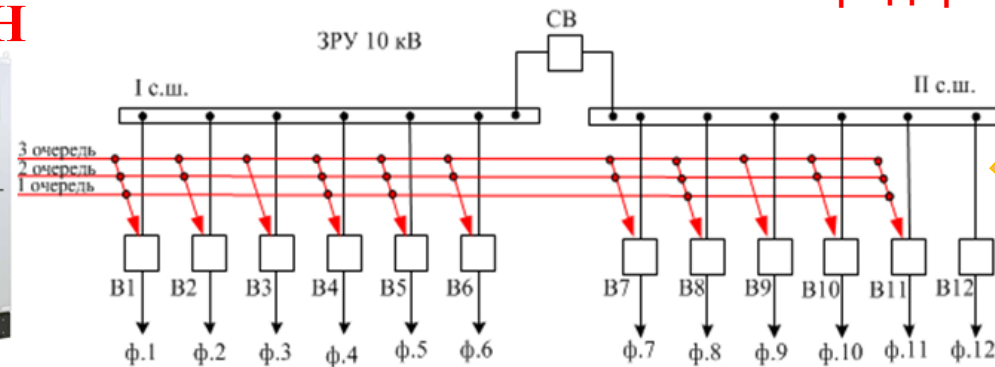 Н
СВ
ЗРУ 10 кВ
I с.ш.
II с.ш.
3 очередь
2 очередь
1 очередь
В1 В2 В3 В4 В5 В6 В7 В8 В9 В10 В11 В12
ф.1 ф.2 ф.3 ф.4 ф.5 ф.6 ф.7 ф.8 ф.9 ф.10 ф.11 ф.12